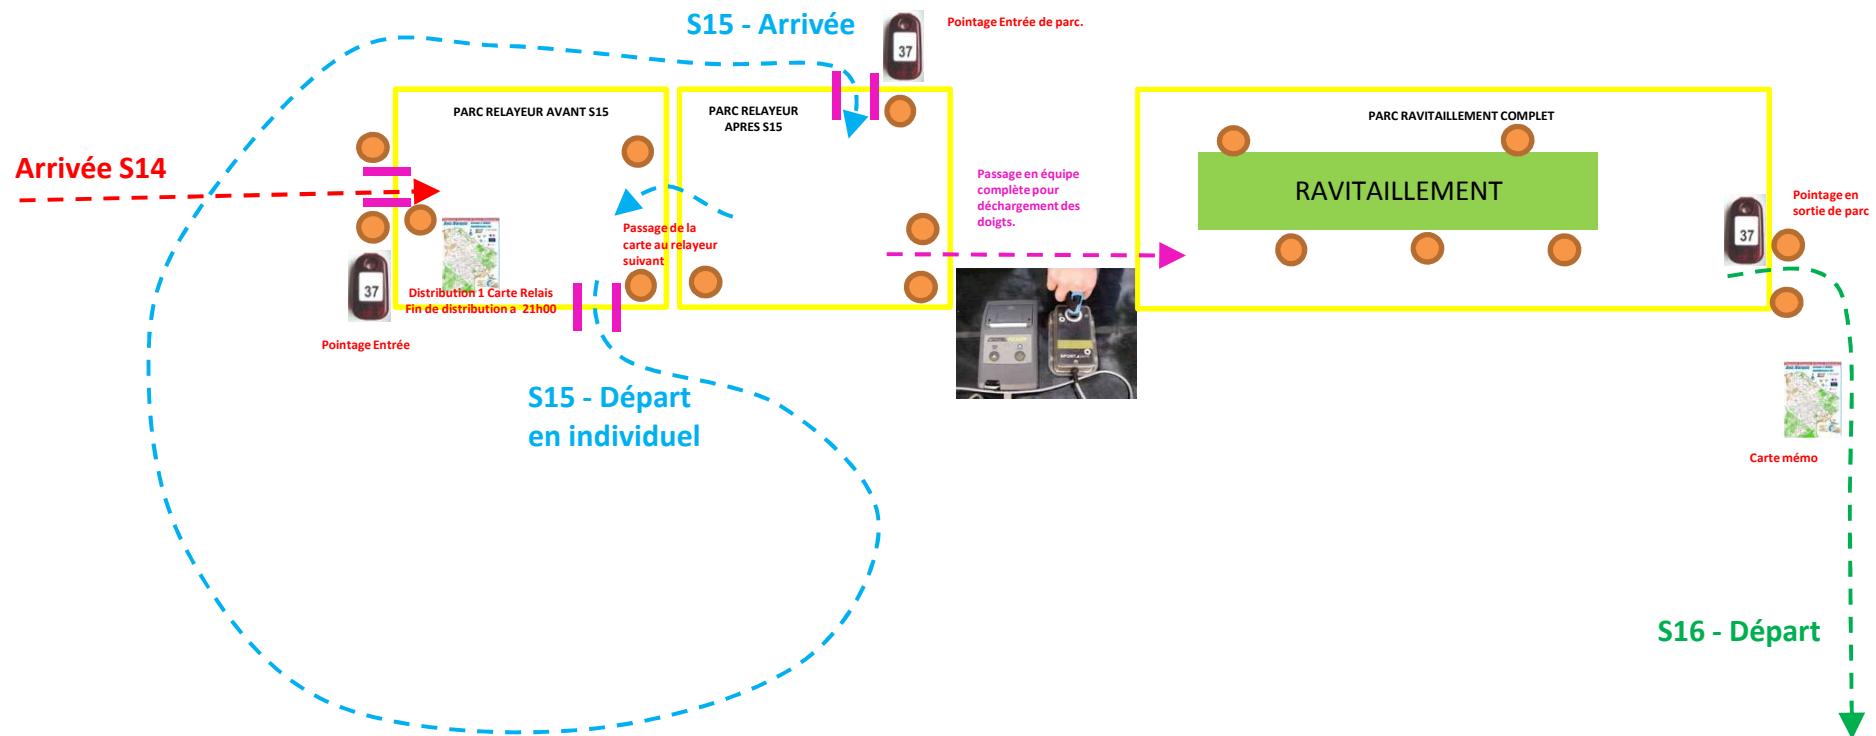 S15 - Arrivée
Pointage Entrée de parc.
37
PARC RELAYEUR AVANT S15
PARC RELAYEUR
APRES S15
PARC RAVITAILLEMENT COMPLET
Arrivée S14
Passage en équipe
complète pour
déchargement des
doigts.
RAVITAILLEMENT
Pointage en
sortie de parc
37
Passage de la
carte au relayeur
suivant
37
Distribution 1 Carte Relais
Fin de distribution a 21h00
Pointage Entrée
S15 - Départ
en individuel
Carte mémo
S16 - Départ